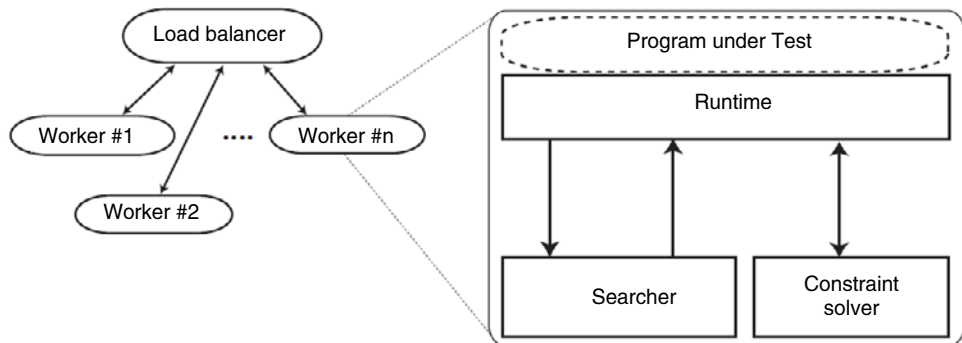 Load balancer
Worker #1
....
Worker #n
Worker #2
Program under Test
Runtime
Searcher
Constraint
solver